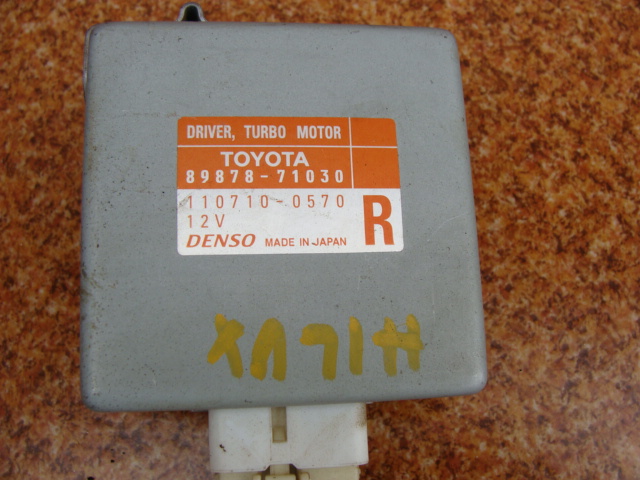 DRIVER, TURBO MOTOR
TOYOTA
89878-71030
110710-0570
12V
R
DENSO MADE IN JAPAN
HILUX